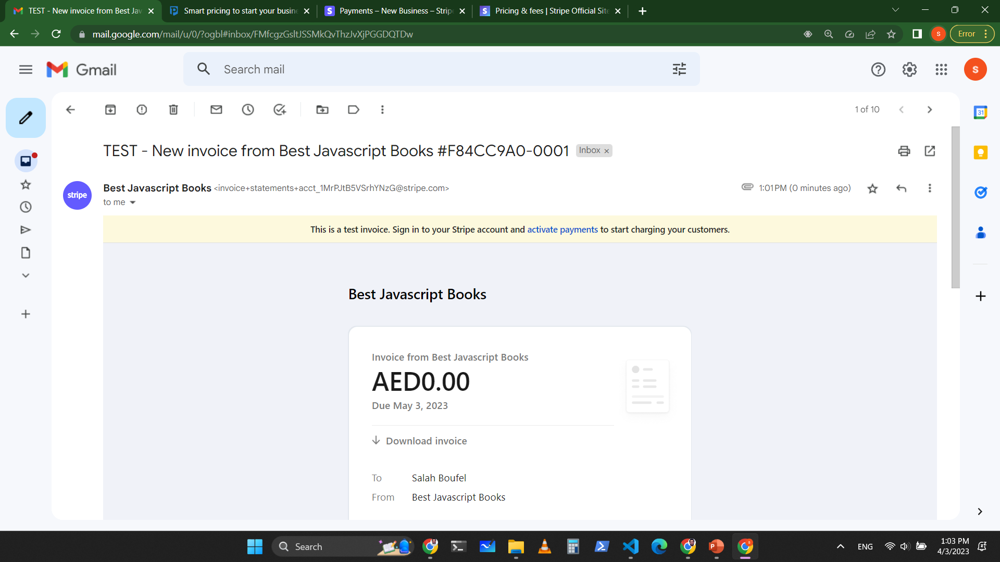 TEST - New invoice from Best Jav
Smart pricing to start your busine
Payments – New Business – Stripe
Pricing & fees | Stripe Official Site
mail.google.com/mail/u/0/?ogbl#inbox/FMfcgzGsltJSSMkQvThzJvXjPGGDQTDw
S
Error
Gmail
Search mail
S
1 of 10
31
TEST - New invoice from Best Javascript Books #F84CC9A0-0001
Inbox ×
stripe
Best Javascript Books <invoice+statements+acct_1MrPJtB5VSrhYNzG@stripe.com>
1:01 PM (0 minutes ago)
to me
This is a test invoice. Sign in to your Stripe account and activate payments to start charging your customers.
Best Javascript Books
Invoice from Best Javascript Books
AED0.00
Due May 3, 2023
Download invoice
To Salah Boufel
From Best Javascript Books
Search
ENG
1:03 PM
4/3/2023